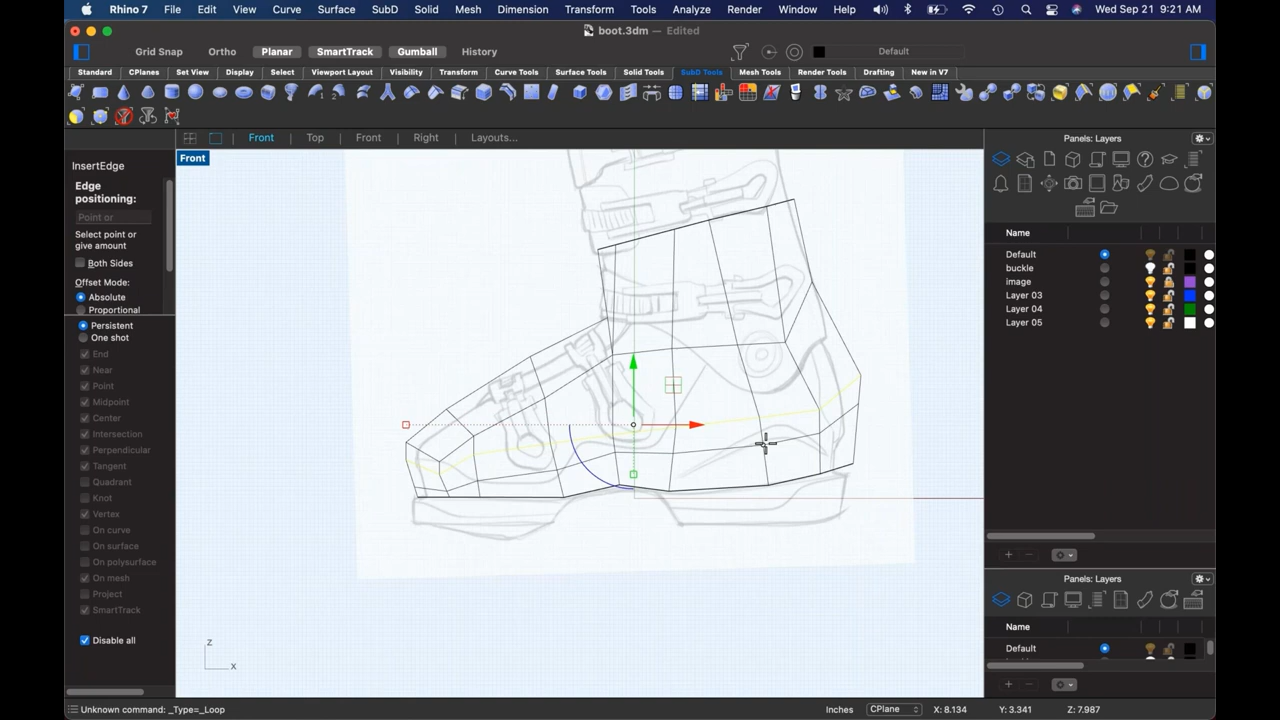 Rhino 7 File Edit View Curve Surface SubD Solid Mesh Dimension Transform Tools Analyze Render Window Help Wed Sep 21 9:21 AM
boot.3dm — Edited
Grid Snap Ortho Planar SmartTrack Gumball History Default
Standard CPlanes Set View Display Select Viewport Layout Visibility Transform Curve Tools Surface Tools Solid Tools SubD Tools Mesh Tools Render Tools Drafting New in V7
Front Top Front Right Layouts...
Panels: Layers
Front
InsertEdge
Edge
positioning:
Point or
Select point or
give amount
Both Sides
Offset Mode:
Absolute
Proportional
Persistent
One shot
End
Near
Point
Midpoint
Center
Intersection
Perpendicular
Tangent
Quadrant
Knot
Vertex
On curve
On surface
On polysurface
On mesh
Project
SmartTrack
Disable all
Z
X
Name
Default
buckle
image
Layer 03
Layer 04
Layer 05
Panels: Layers
Name
Default
Unknown command: _Type=_Loop
Inches CPlane X: 8.134 Y: 3.341 Z: 7.987